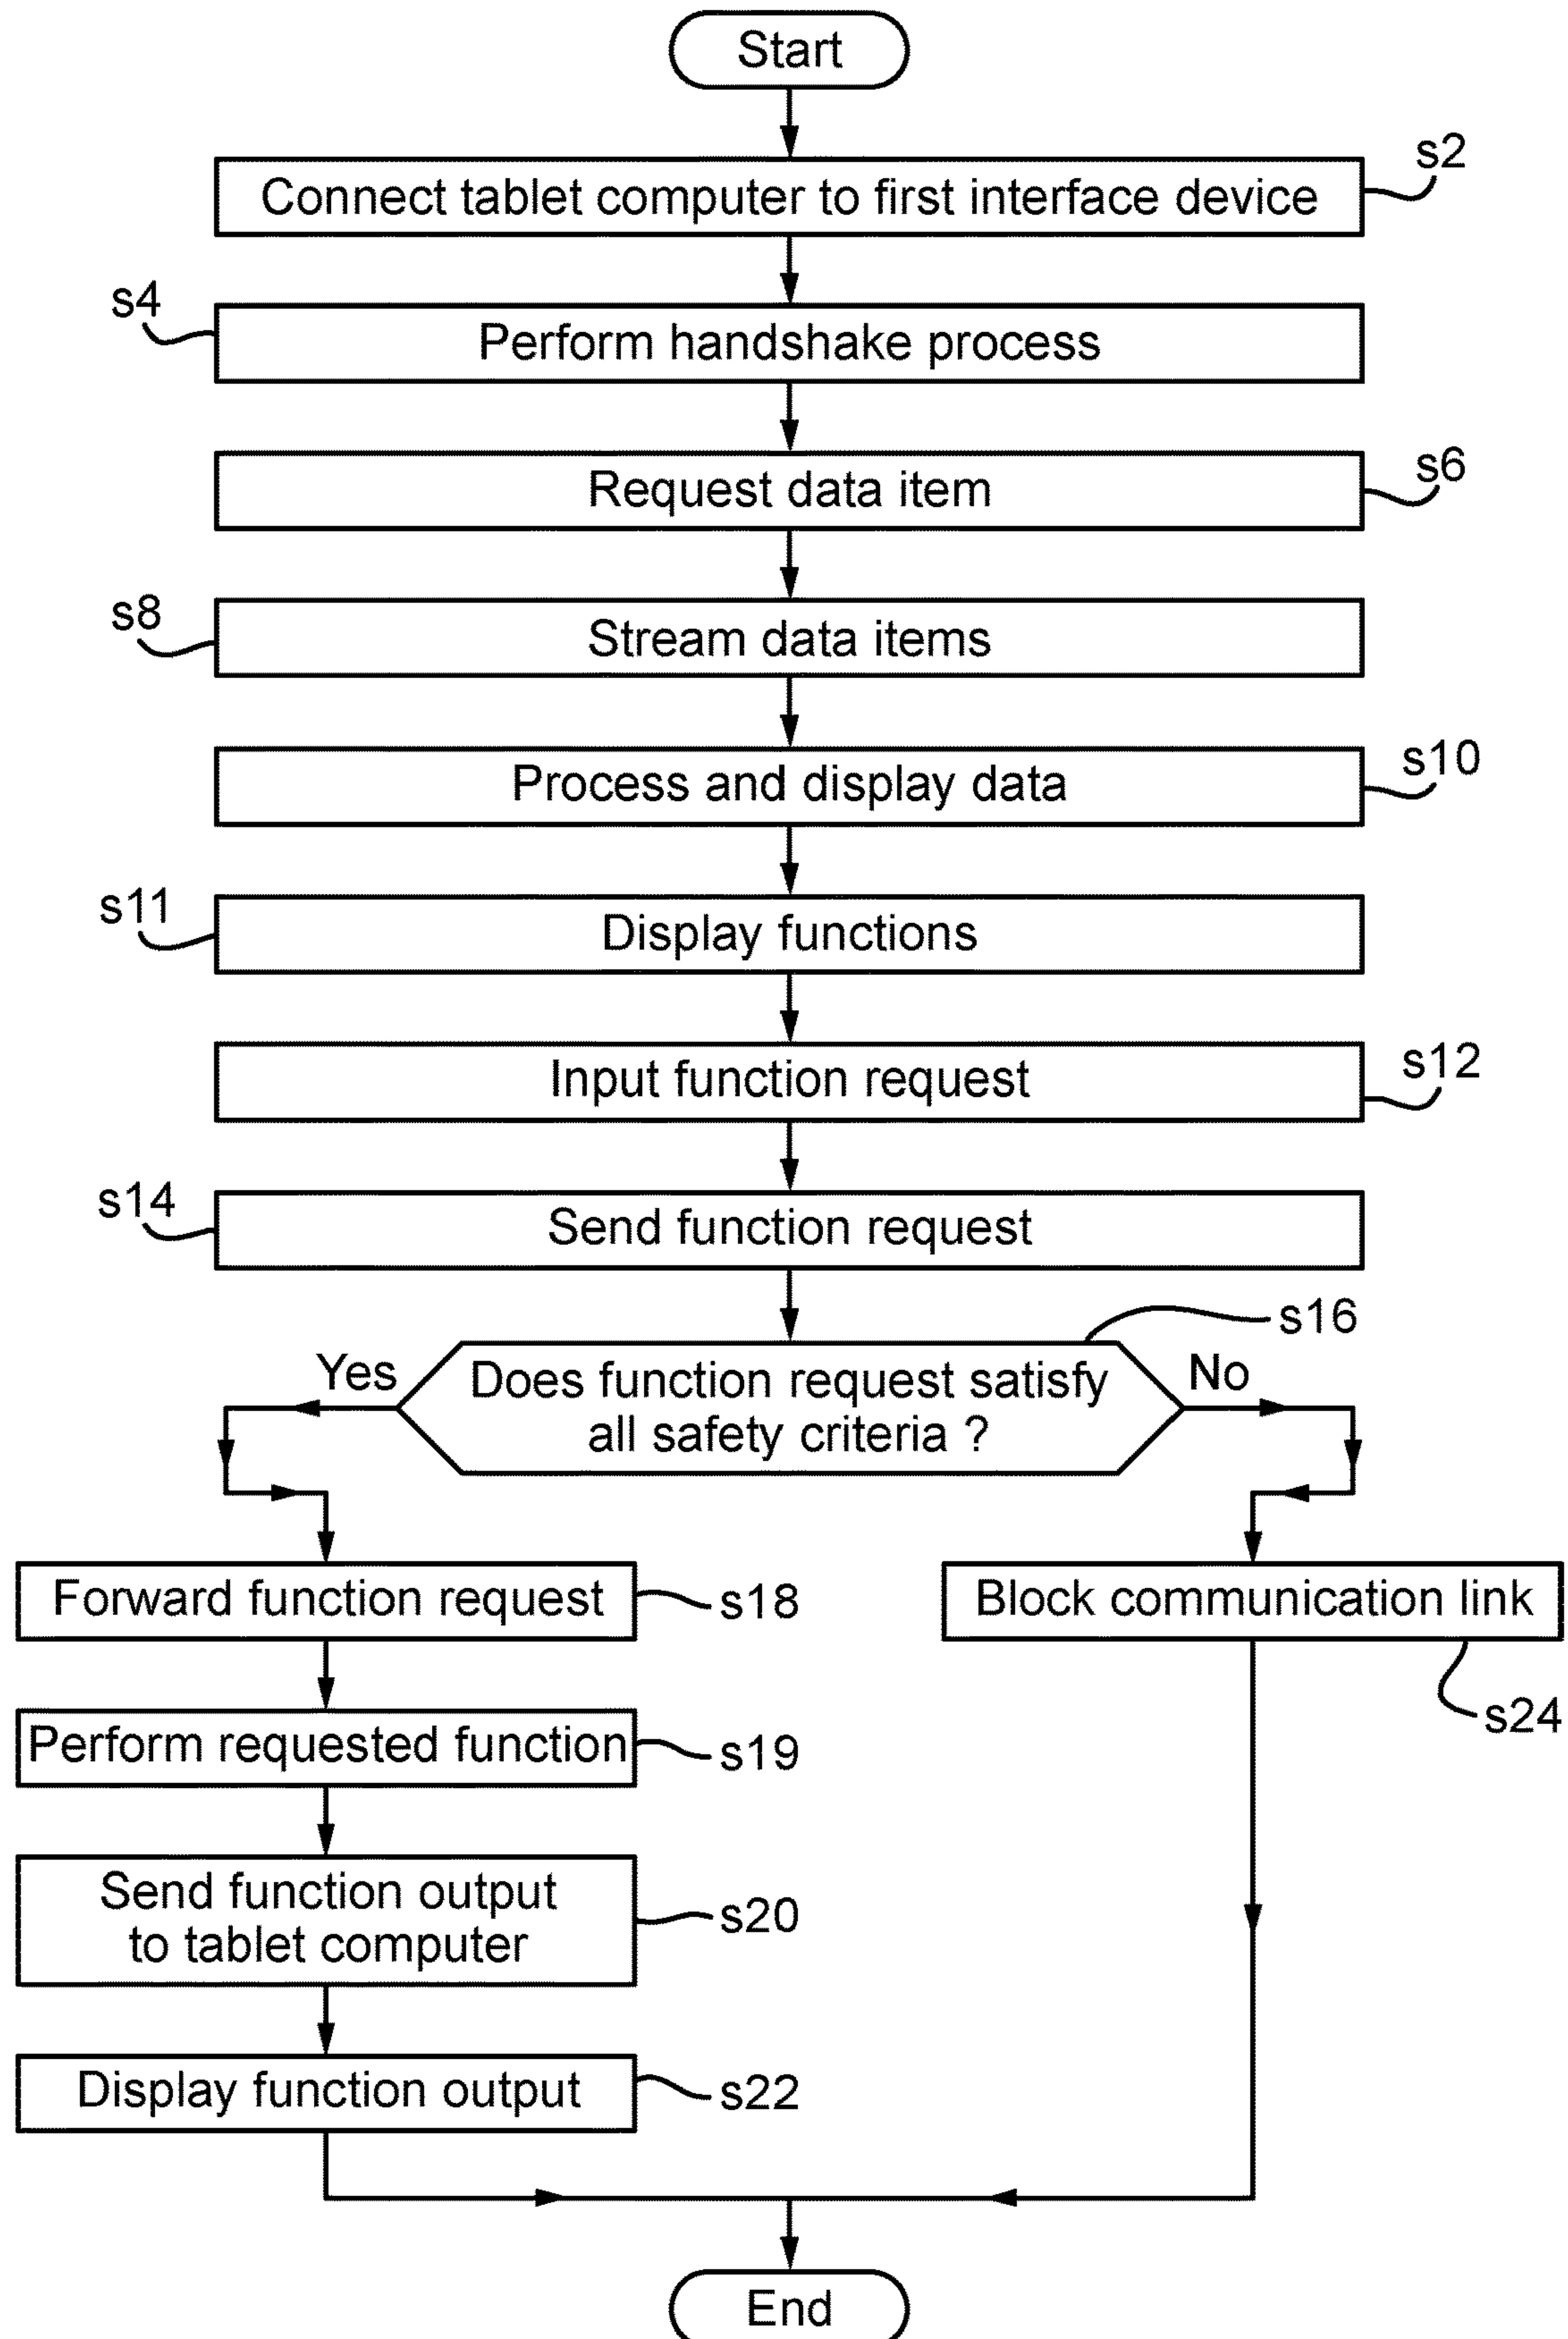 Start
Connect tablet computer to first interface device
s2
s4
Perform handshake process
Request data item
s6
s8
Stream data items
Process and display data
s10
s11
Display functions
Input function request
s12
s14
Send function request
s16
Yes
Does function request satisfy
all safety criteria ?
No
Forward function request
s18
Block communication link
s24
Perform requested function
s19
Send function output
to tablet computer
s20
Display function output
s22
End